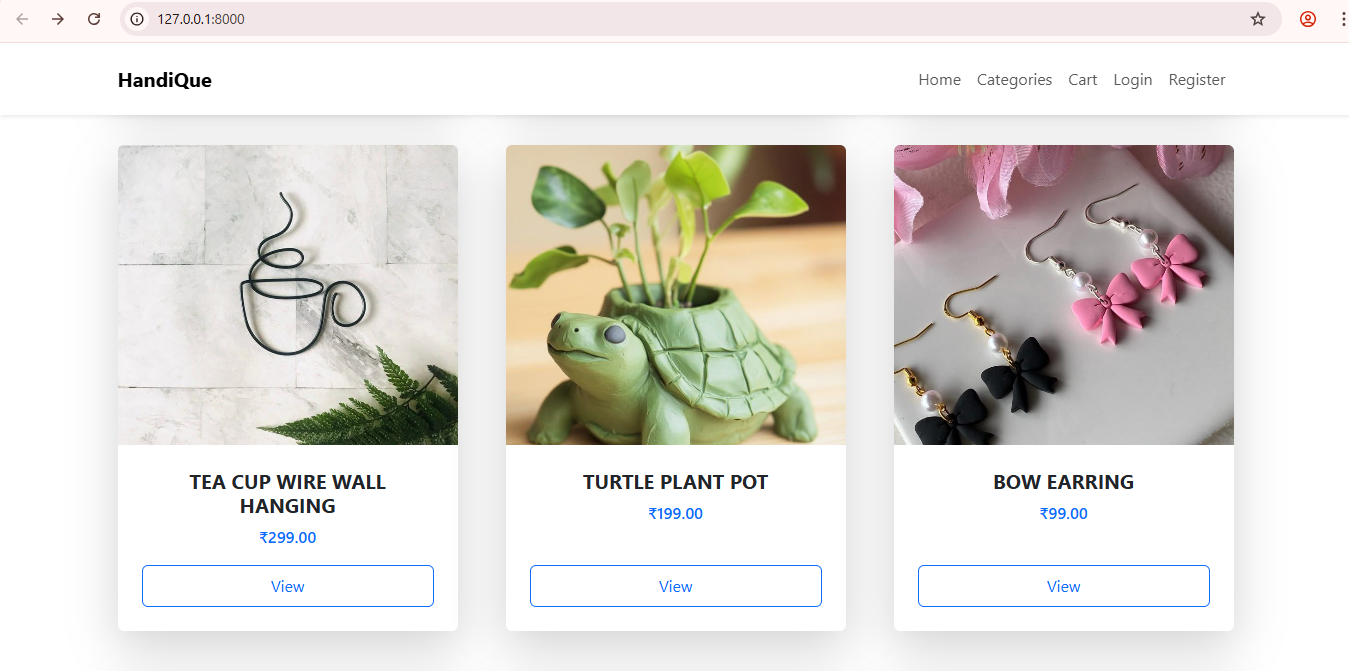 127.0.0.1:8000
HandiQue
Home Categories Cart Login Register
TEA CUP WIRE WALL
HANGING
₹299.00
View
TURTLE PLANT POT
₹199.00
View
BOW EARRING
₹99.00
View